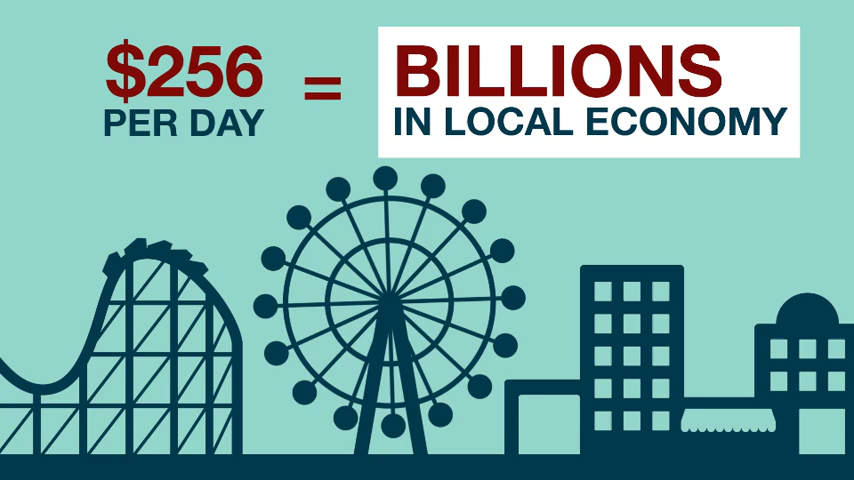 $256
PER DAY
=
BILLIONS
IN LOCAL ECONOMY